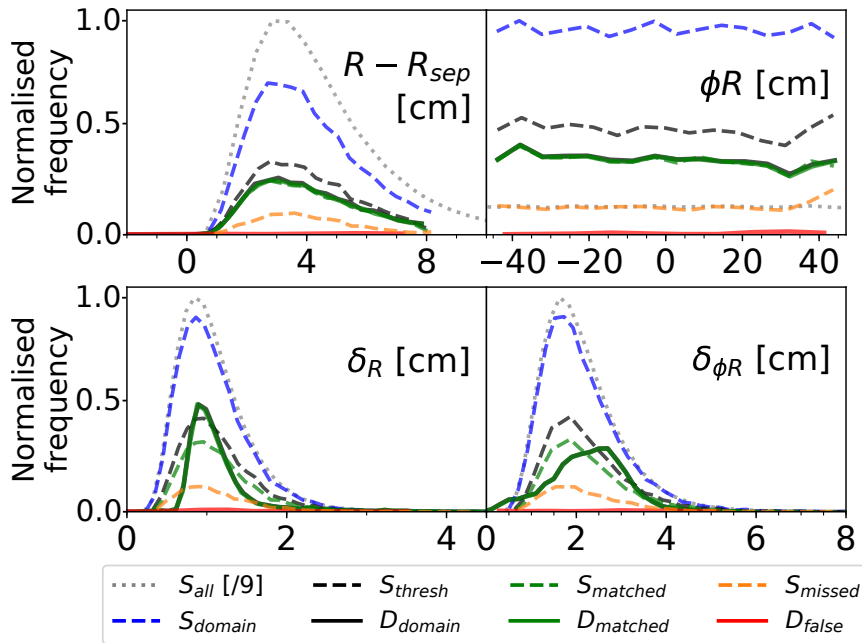 Normalised
frequency
1.0
0.5
0.0
R − R_sep
[cm]
ϕR [cm]
0 4 8
−40 −20 0 20 40
Normalised
frequency
1.0
0.5
0.0
δ_R [cm]
δ_ϕR [cm]
0 2 4
0 2 4 6 8
S_all [/9] S_thresh S_matched S_missed
S_domain D_domain D_matched D_false